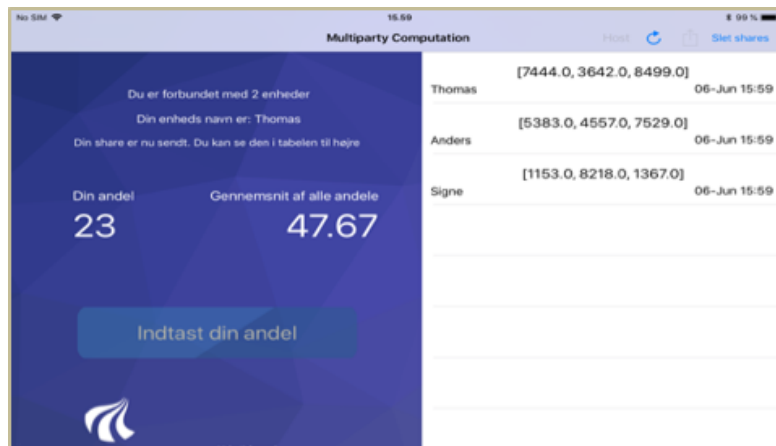 No SIM 15.59 99 %
Multiparty Computation Host Slet shares
Du er forbundet med 2 enheder
Din enheds navn er: Thomas
Din share er nu sendt. Du kan se den i tabelen til højre
Din andel Gennemsnit af alle andele
23 47.67
Indtast din andel
[7444.0, 3642.0, 8499.0]
Thomas 06-Jun 15:59
[5383.0, 4557.0, 7529.0]
Anders 06-Jun 15:59
[1153.0, 8218.0, 1367.0]
Signe 06-Jun 15:59